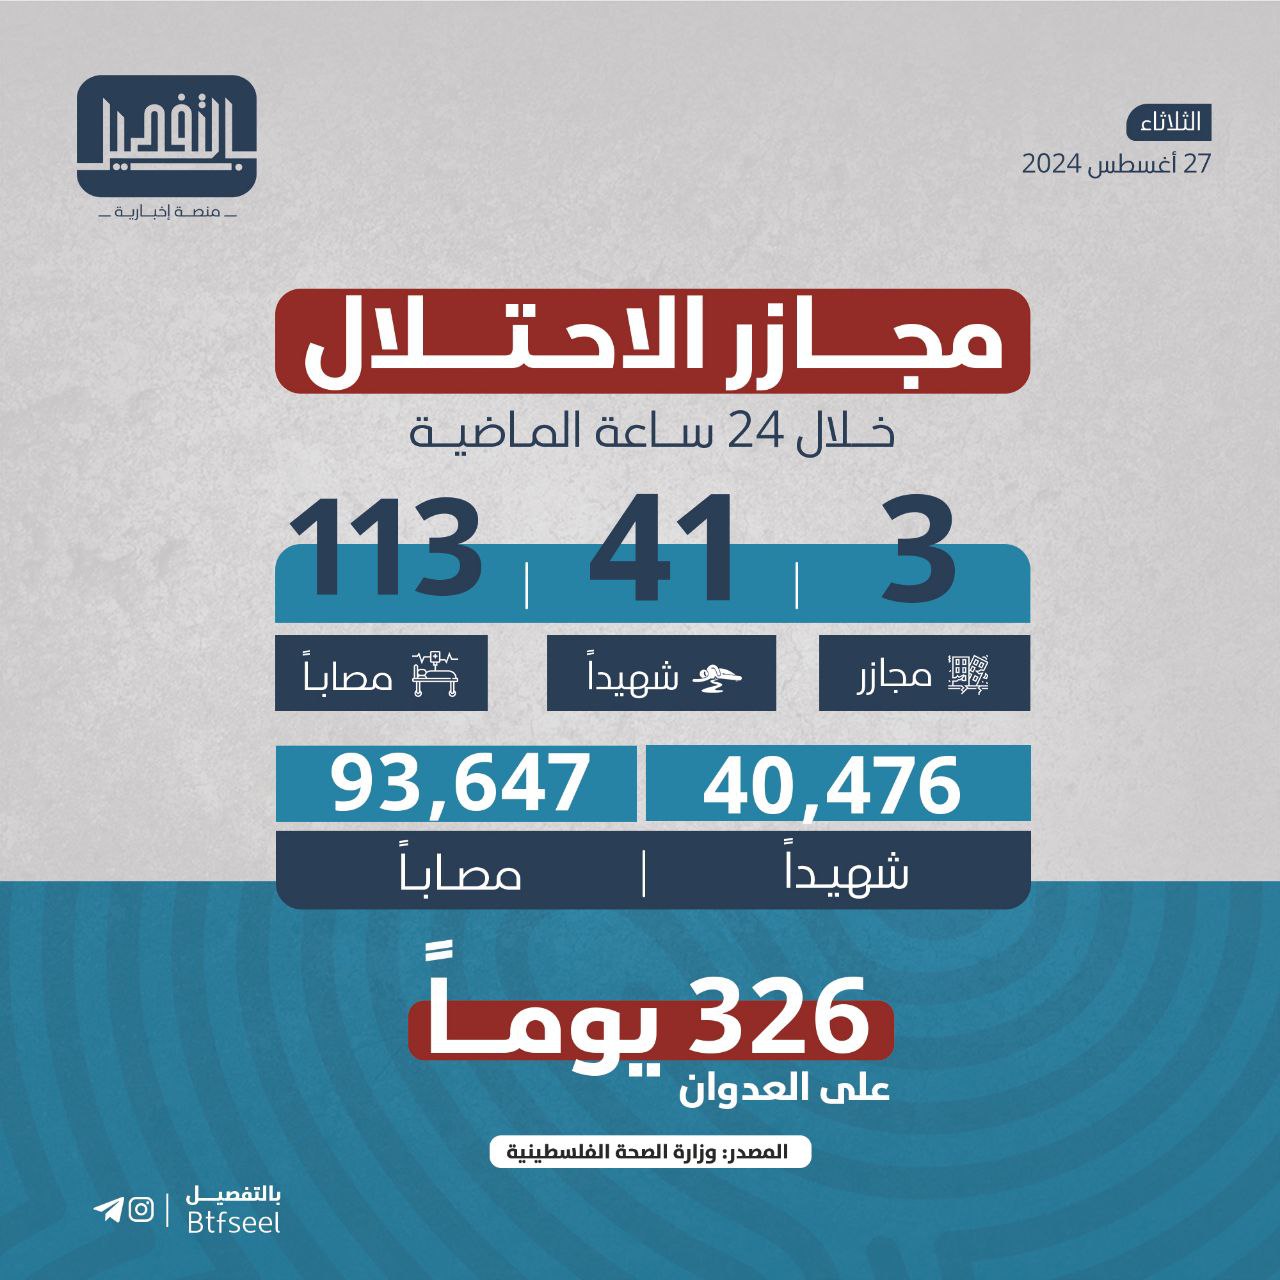 الثلاثاء
27 أغسطس 2024
بالتفصيل
منصة إخبارية
مجازر الاحتلال
خلال 24 ساعة الماضية
3
41
113
مجازر
شهيداً
مصاباً
40,476
93,647
شهيداً
مصاباً
326 يوماً
على العدوان
المصدر: وزارة الصحة الفلسطينية
بالتفصيل
Btfseel